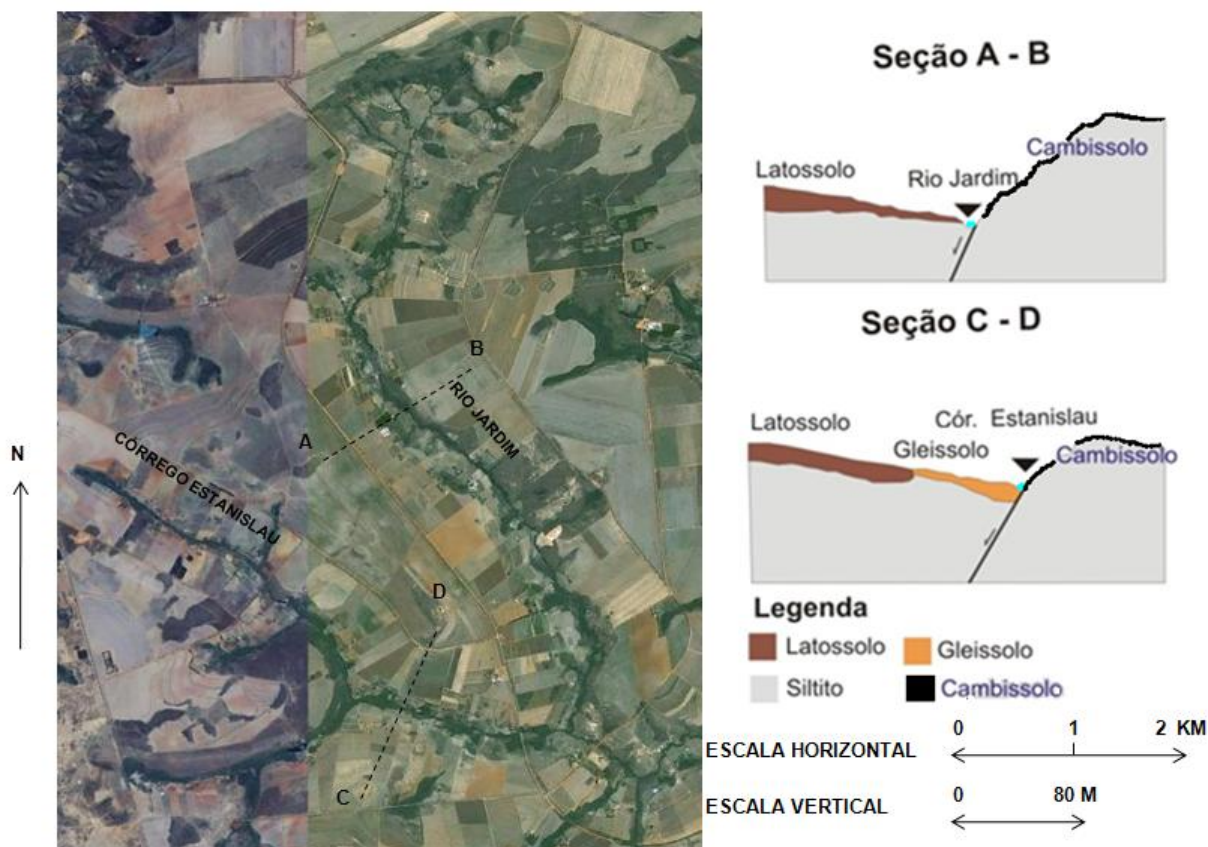 N
CÓRREGO ESTANISLAU
A
B
RIO JARDIM
D
C
Seção A - B
Latossolo
Rio Jardim
Cambissolo
Seção C - D
Latossolo
Cór. Estanislau
Gleissolo
Cambissolo
Legenda
Latossolo
Gleissolo
Siltito
Cambissolo
0 1 2 KM
ESCALA HORIZONTAL
0 80 M
ESCALA VERTICAL